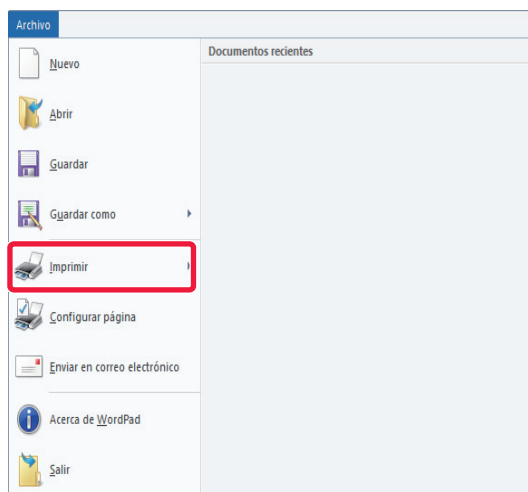 Archivo
Documentos recientes
Nuevo
Abrir
Guardar
Guardar como
Imprimir
Configurar página
Enviar en correo electrónico
Acerca de WordPad
Salir